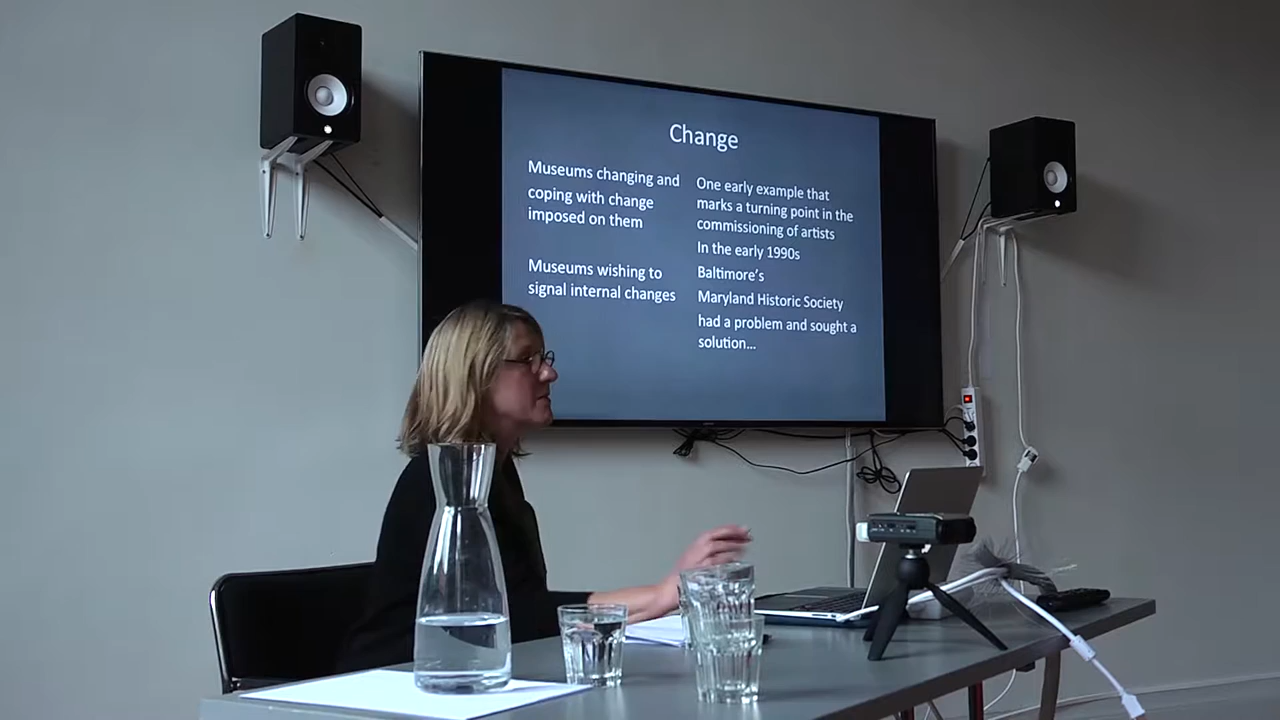 Change
Museums changing and
coping with change
imposed on them
Museums wishing to
signal internal changes
One early example that
marks a turning point in the
commissioning of artists
In the early 1990s
Baltimore's
Maryland Historic Society
had a problem and sought a
solution...